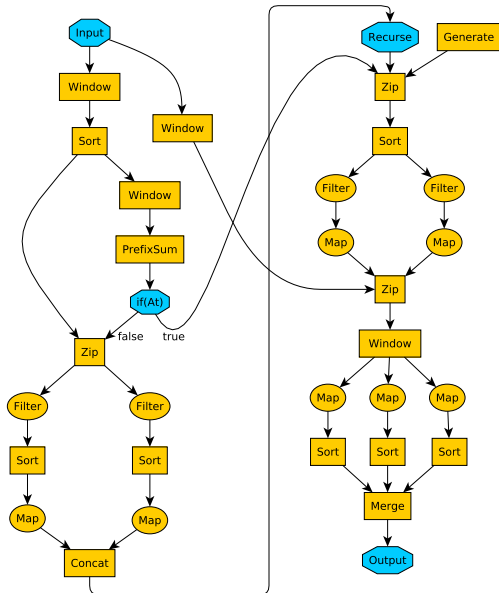 Input
Window
Sort
Window
Window
PrefixSum
if(At)
false
true
Zip
Filter
Filter
Sort
Sort
Map
Map
Concat
Recurse
Generate
Zip
Sort
Filter
Filter
Map
Map
Zip
Window
Map
Map
Map
Sort
Sort
Sort
Merge
Output